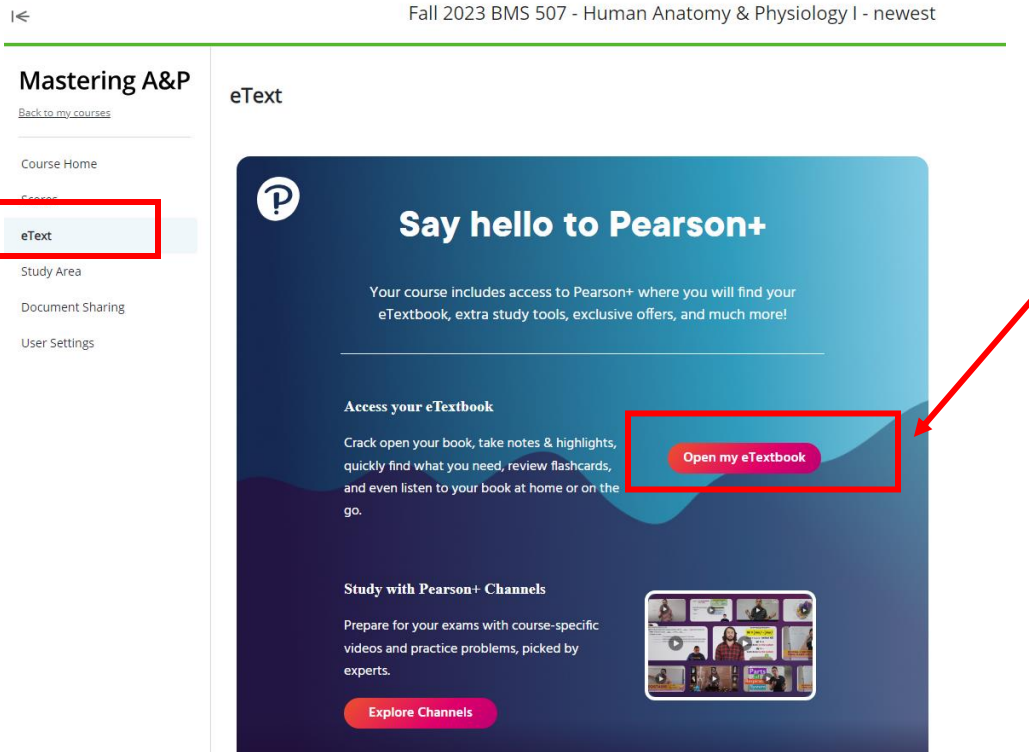 Fall 2023 BMS 507 - Human Anatomy & Physiology I - newest
Mastering A&P
Back to my courses
Course Home
Scores
eText
Study Area
Document Sharing
User Settings
eText
Say hello to Pearson+
Your course includes access to Pearson+ where you will find your
eTextbook, extra study tools, exclusive offers, and much more!
Access your eTextbook
Crack open your book, take notes & highlights,
quickly find what you need, review flashcards,
and even listen to your book at home or on the
go.
Open my eTextbook
Study with Pearson+ Channels
Prepare for your exams with course-specific
videos and practice problems, picked by
experts.
Explore Channels